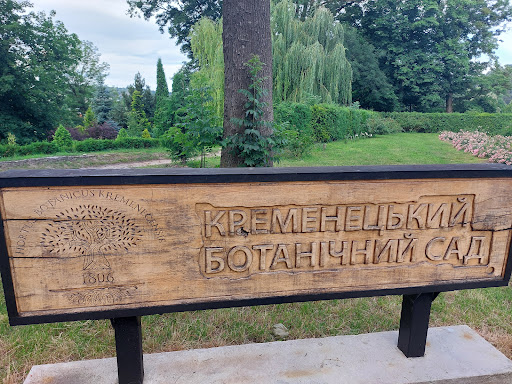 HORTUS BOTANICUS KREMENECENSIS
1806
КРЕМЕНЕЦЬКИЙ
БОТАНІЧНИЙ САД